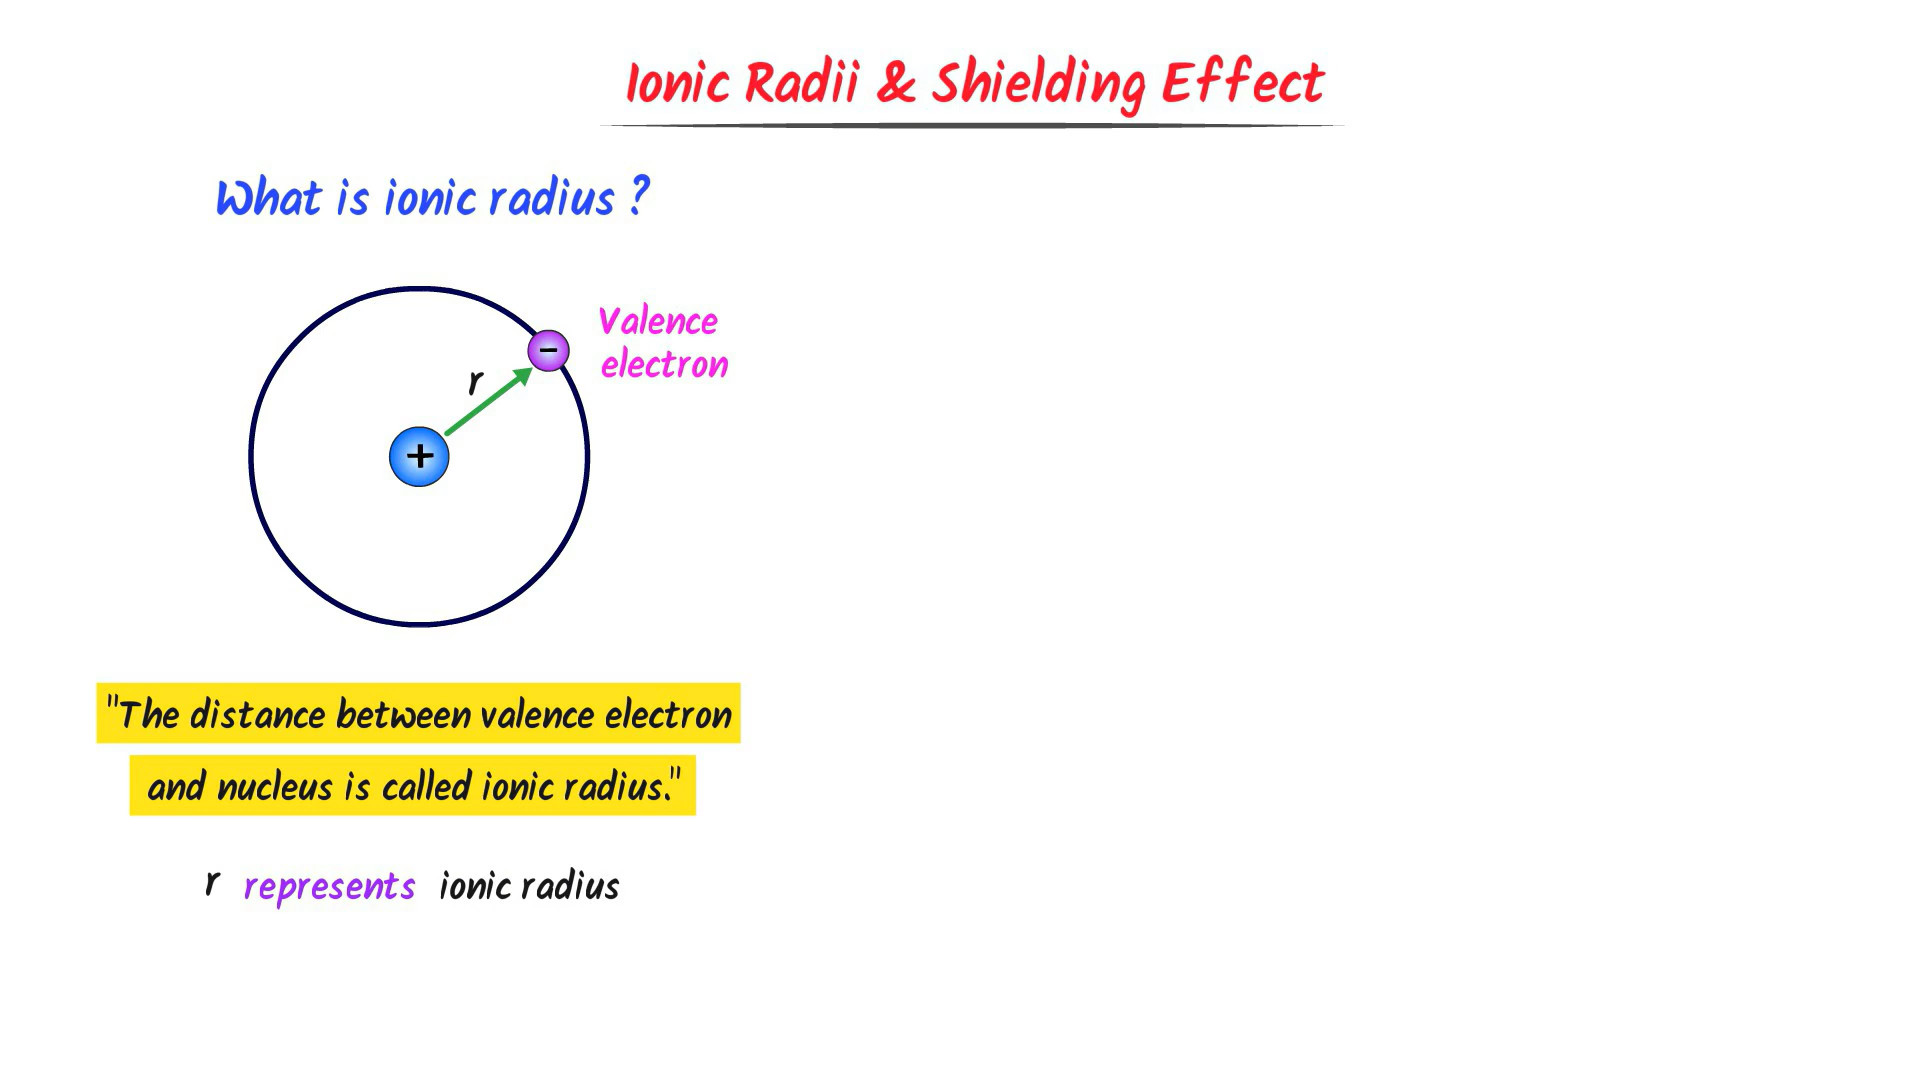 Ionic Radii & Shielding Effect
What is ionic radius ?
Valence
electron
-
r
+
"The distance between valence electron
and nucleus is called ionic radius."
r represents ionic radius